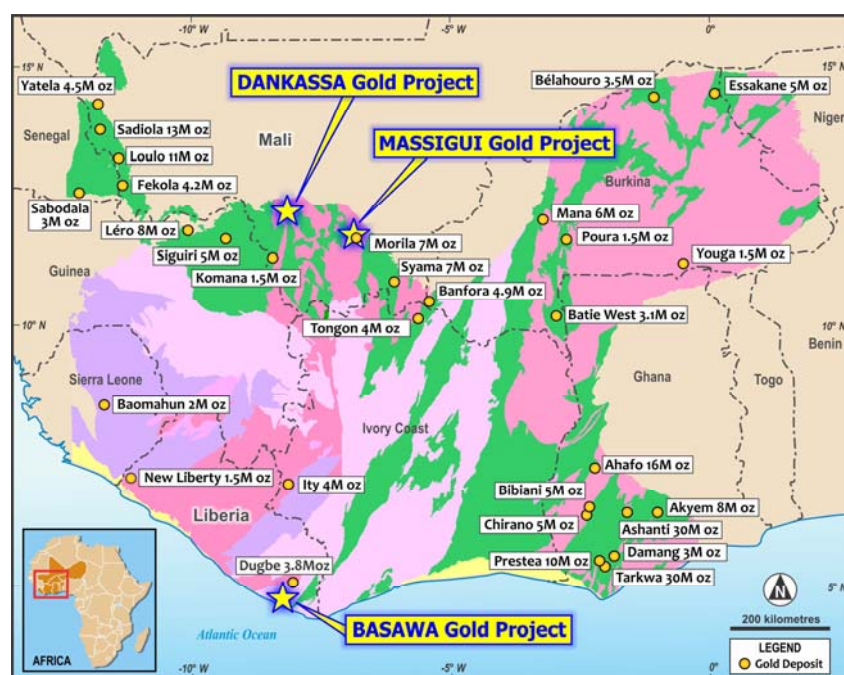 -10° W
-5° W
0°
15° N
15°
Yatela 4.5M oz
DANKASSA Gold Project
Bélahouro 3.5M oz
Essakane 5M oz
Senegal
Sadiola 13M oz
Mali
MASSIGUI Gold Project
Niger
Loulo 11M oz
Fekola 4.2M oz
Burkina
Sabodala
3M oz
Léro 8M oz
Mana 6M oz
Siguiri 5M oz
Morila 7M oz
Poura 1.5M oz
Guinea
Komana 1.5M oz
Syama 7M oz
Youga 1.5M oz
Banfora 4.9M oz
10° N
Tongon 4M oz
Batie West 3.1M oz
10°
Benin
Sierra Leone
Ghana
Togo
Baomahun 2M oz
Ivory Coast
Ahafo 16M oz
New Liberty 1.5M oz
Ity 4M oz
Bibiani 5M oz
Akyem 8M oz
Liberia
Chirano 5M oz
Ashanti 30M oz
Dugbe 3.8Moz
Prestea 10M oz
Damang 3M oz
Tarkwa 30M oz
5° N
N
BASAWA Gold Project
200 kilometres
Atlantic Ocean
LEGEND
Gold Deposit
AFRICA
-10° W
-5° W
0°